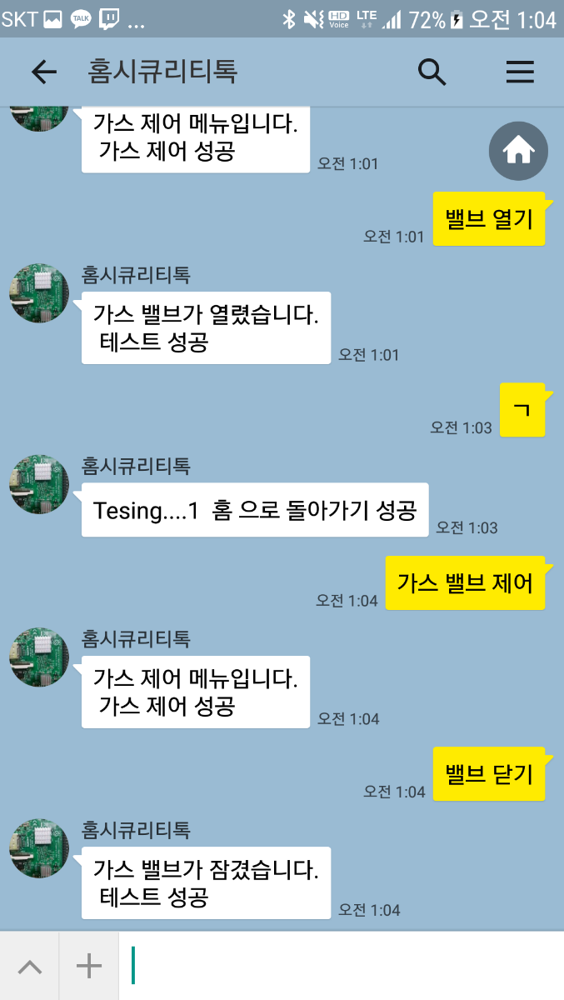 SKT TALK ... HD Voice LTE 72% 오전 1:04
홈시큐리티톡
가스 제어 메뉴입니다.
가스 제어 성공
오전 1:01
밸브 열기
오전 1:01
홈시큐리티톡
가스 밸브가 열렸습니다.
테스트 성공
오전 1:01
ㄱ
오전 1:03
홈시큐리티톡
Tesing....1 홈 으로 돌아가기 성공
오전 1:03
가스 밸브 제어
오전 1:04
홈시큐리티톡
가스 제어 메뉴입니다.
가스 제어 성공
오전 1:04
밸브 닫기
오전 1:04
홈시큐리티톡
가스 밸브가 잠겼습니다.
테스트 성공
오전 1:04